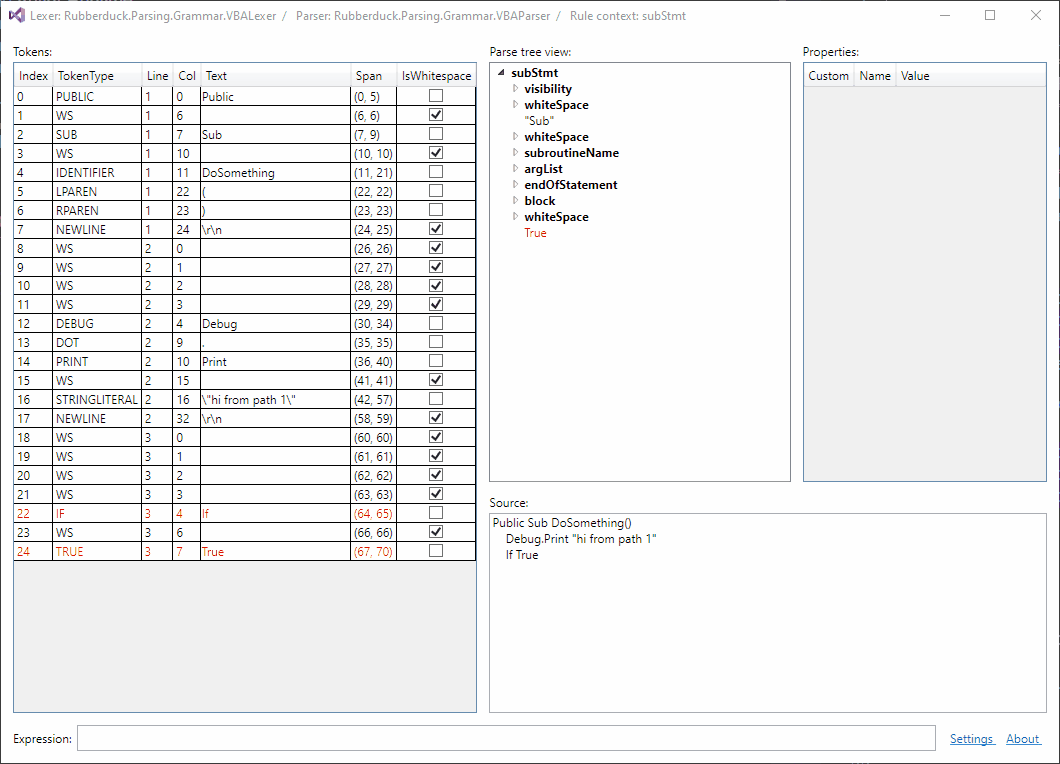 Lexer: Rubberduck.Parsing.Grammar.VBALexer / Parser: Rubberduck.Parsing.Grammar.VBAParser / Rule context: subStmt
Tokens:
Index TokenType Line Col Text Span IsWhitespace
0 PUBLIC 1 0 Public (0, 5)
1 WS 1 6 (6, 6)
2 SUB 1 7 Sub (7, 9)
3 WS 1 10 (10, 10)
4 IDENTIFIER 1 11 DoSomething (11, 21)
5 LPAREN 1 22 ( (22, 22)
6 RPAREN 1 23 ) (23, 23)
7 NEWLINE 1 24 \r\n (24, 25)
8 WS 2 0 (26, 26)
9 WS 2 1 (27, 27)
10 WS 2 2 (28, 28)
11 WS 2 3 (29, 29)
12 DEBUG 2 4 Debug (30, 34)
13 DOT 2 9 . (35, 35)
14 PRINT 2 10 Print (36, 40)
15 WS 2 15 (41, 41)
16 STRINGLITERAL 2 16 \"hi from path 1\" (42, 57)
17 NEWLINE 2 32 \r\n (58, 59)
18 WS 3 0 (60, 60)
19 WS 3 1 (61, 61)
20 WS 3 2 (62, 62)
21 WS 3 3 (63, 63)
22 IF 3 4 If (64, 65)
23 WS 3 6 (66, 66)
24 TRUE 3 7 True (67, 70)
Parse tree view:
subStmt
visibility
whiteSpace
"Sub"
whiteSpace
subroutineName
argList
endOfStatement
block
whiteSpace
True
Properties:
Custom Name Value
Source:
Public Sub DoSomething()
Debug.Print "hi from path 1"
If True
Expression:
Settings About